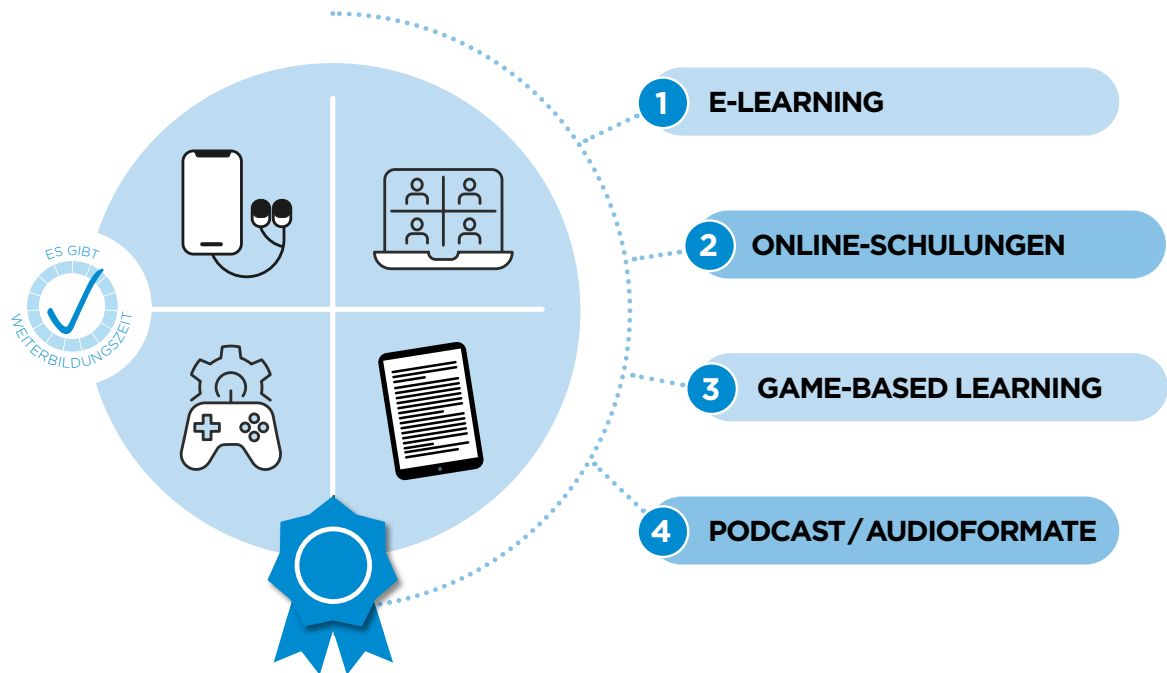 ES GIBT
WEITERBILDUNGSZEIT
1 E-LEARNING
2 ONLINE-SCHULUNGEN
3 GAME-BASED LEARNING
4 PODCAST / AUDIOFORMATE